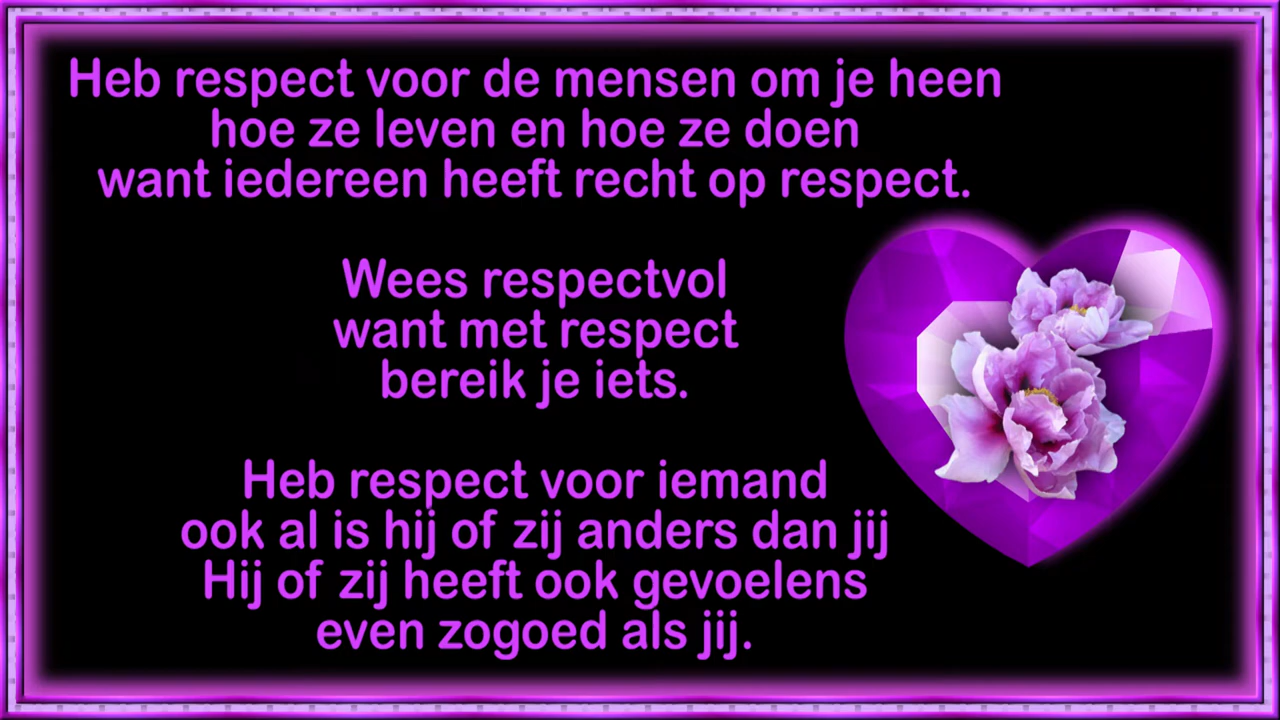 Heb respect voor de mensen om je heen
hoe ze leven en hoe ze doen
want iedereen heeft recht op respect.
Wees respectvol
want met respect
bereik je iets.
Heb respect voor iemand
ook al is hij of zij anders dan jij
Hij of zij heeft ook gevoelens
even zogoed als jij.